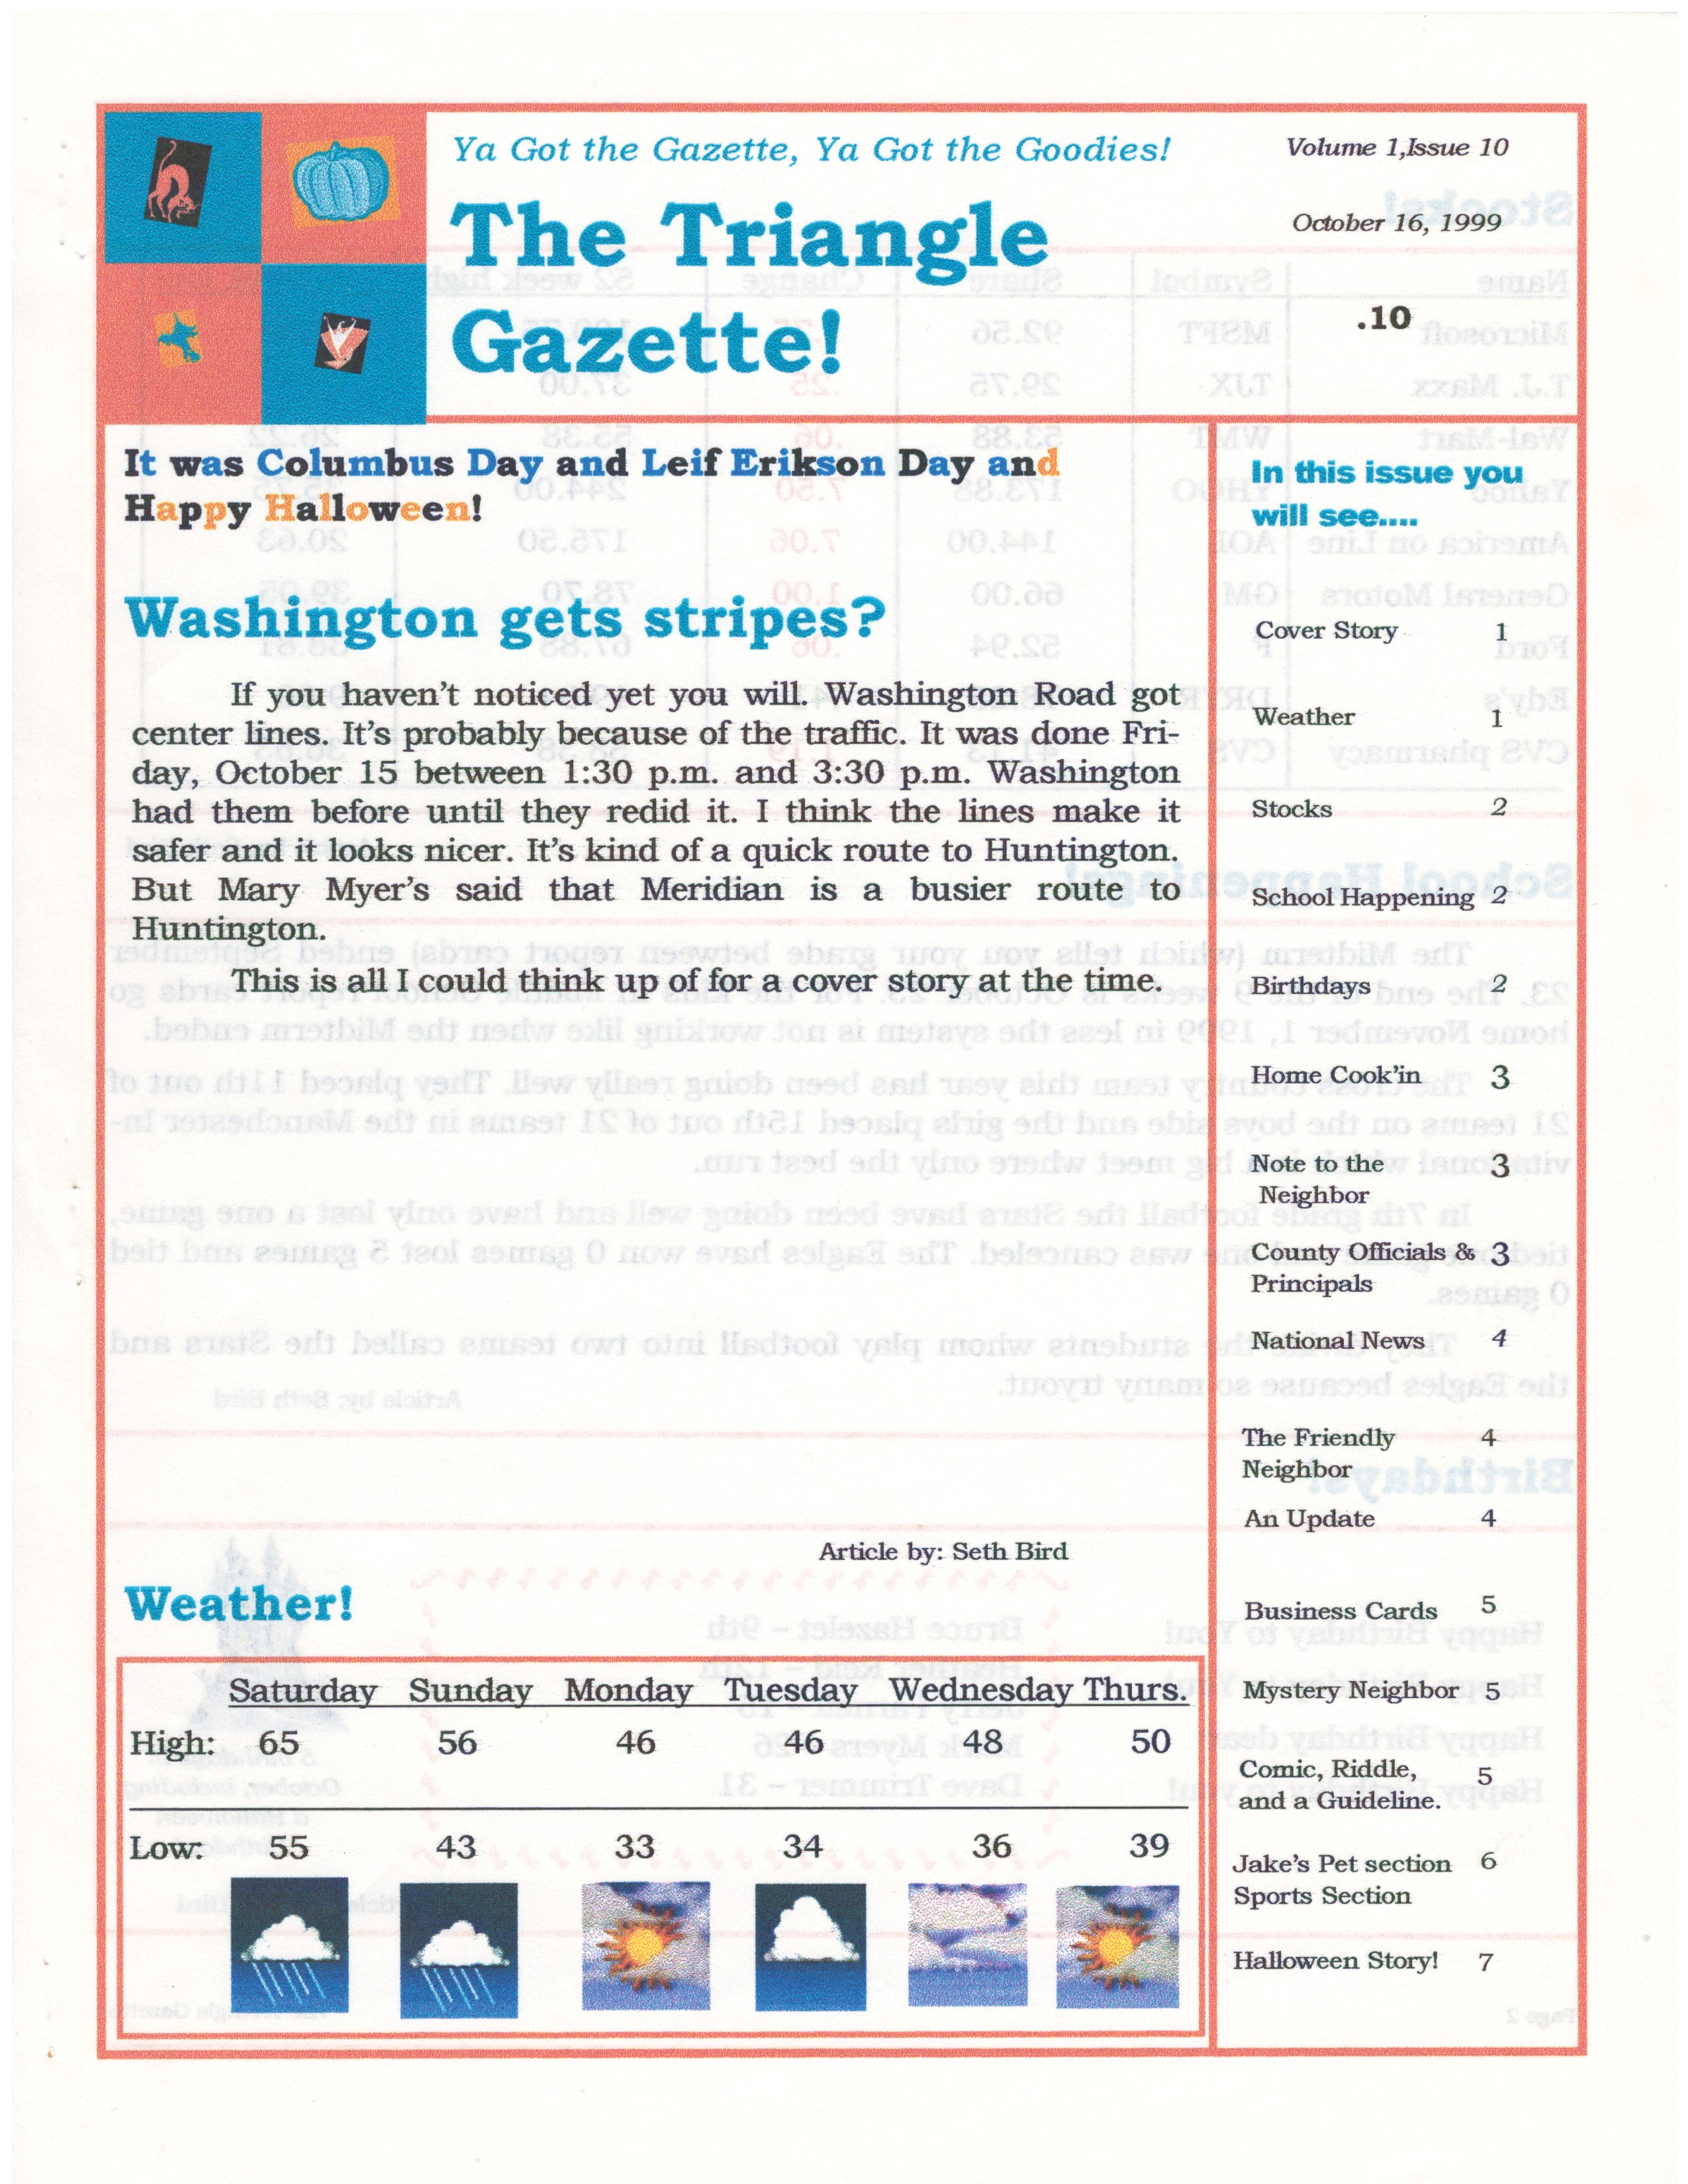 Ya Got the Gazette, Ya Got the Goodies!
Volume 1,Issue 10
The Triangle
Gazette!
October 16, 1999
.10
It was Columbus Day and Leif Erikson Day and
Happy Halloween!
Washington gets stripes?
If you haven't noticed yet you will. Washington Road got
center lines. It's probably because of the traffic. It was done Fri-
day, October 15 between 1:30 p.m. and 3:30 p.m. Washington
had them before until they redid it. I think the lines make it
safer and it looks nicer. It's kind of a quick route to Huntington.
But Mary Myer's said that Meridian is a busier route to
Huntington.
This is all I could think up of for a cover story at the time.
Article by: Seth Bird
Weather!
Saturday Sunday Monday Tuesday Wednesday Thurs.
High: 65 56 46 46 48 50
Low: 55 43 33 34 36 39
In this issue you
will see....
Cover Story 1
Weather 1
Stocks 2
School Happening 2
Birthdays 2
Home Cook'in 3
Note to the 3
Neighbor
County Officials & 3
Principals
National News 4
The Friendly 4
Neighbor
An Update 4
Business Cards 5
Mystery Neighbor 5
Comic, Riddle, 5
and a Guideline.
Jake's Pet section 6
Sports Section
Halloween Story! 7